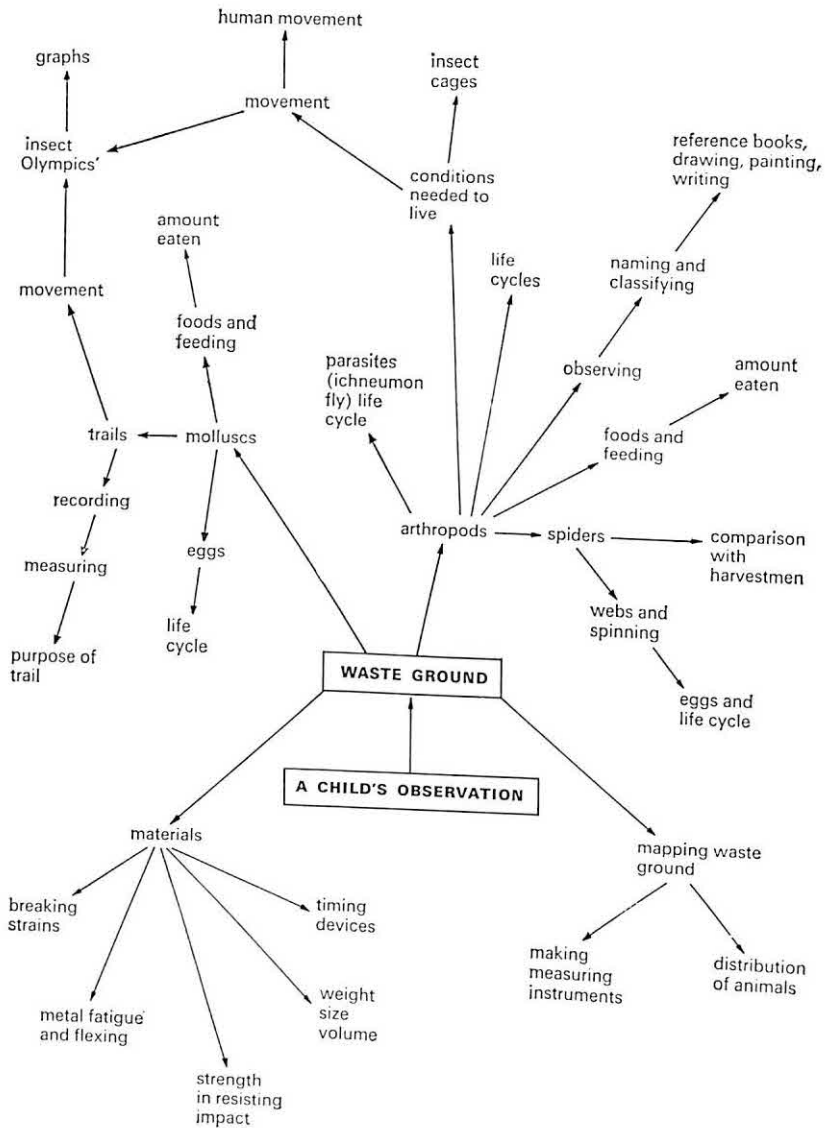 human movement
graphs
movement
insect
cages
insect
Olympics'
reference books,
drawing, painting,
writing
conditions
needed to
live
amount
eaten
life
cycles
naming and
classifying
movement
foods and
feeding
parasites
(ichneumon
fly) life
cycle
observing
amount
eaten
trails
molluscs
foods and
feeding
recording
eggs
arthropods
spiders
comparison
with
harvestmen
measuring
life
cycle
webs and
spinning
purpose of
trail
WASTE GROUND
eggs and
life cycle
A CHILD'S OBSERVATION
materials
mapping waste
ground
breaking
strains
timing
devices
making
measuring
instruments
distribution
of animals
metal fatigue
and flexing
weight
size
volume
strength
in resisting
impact